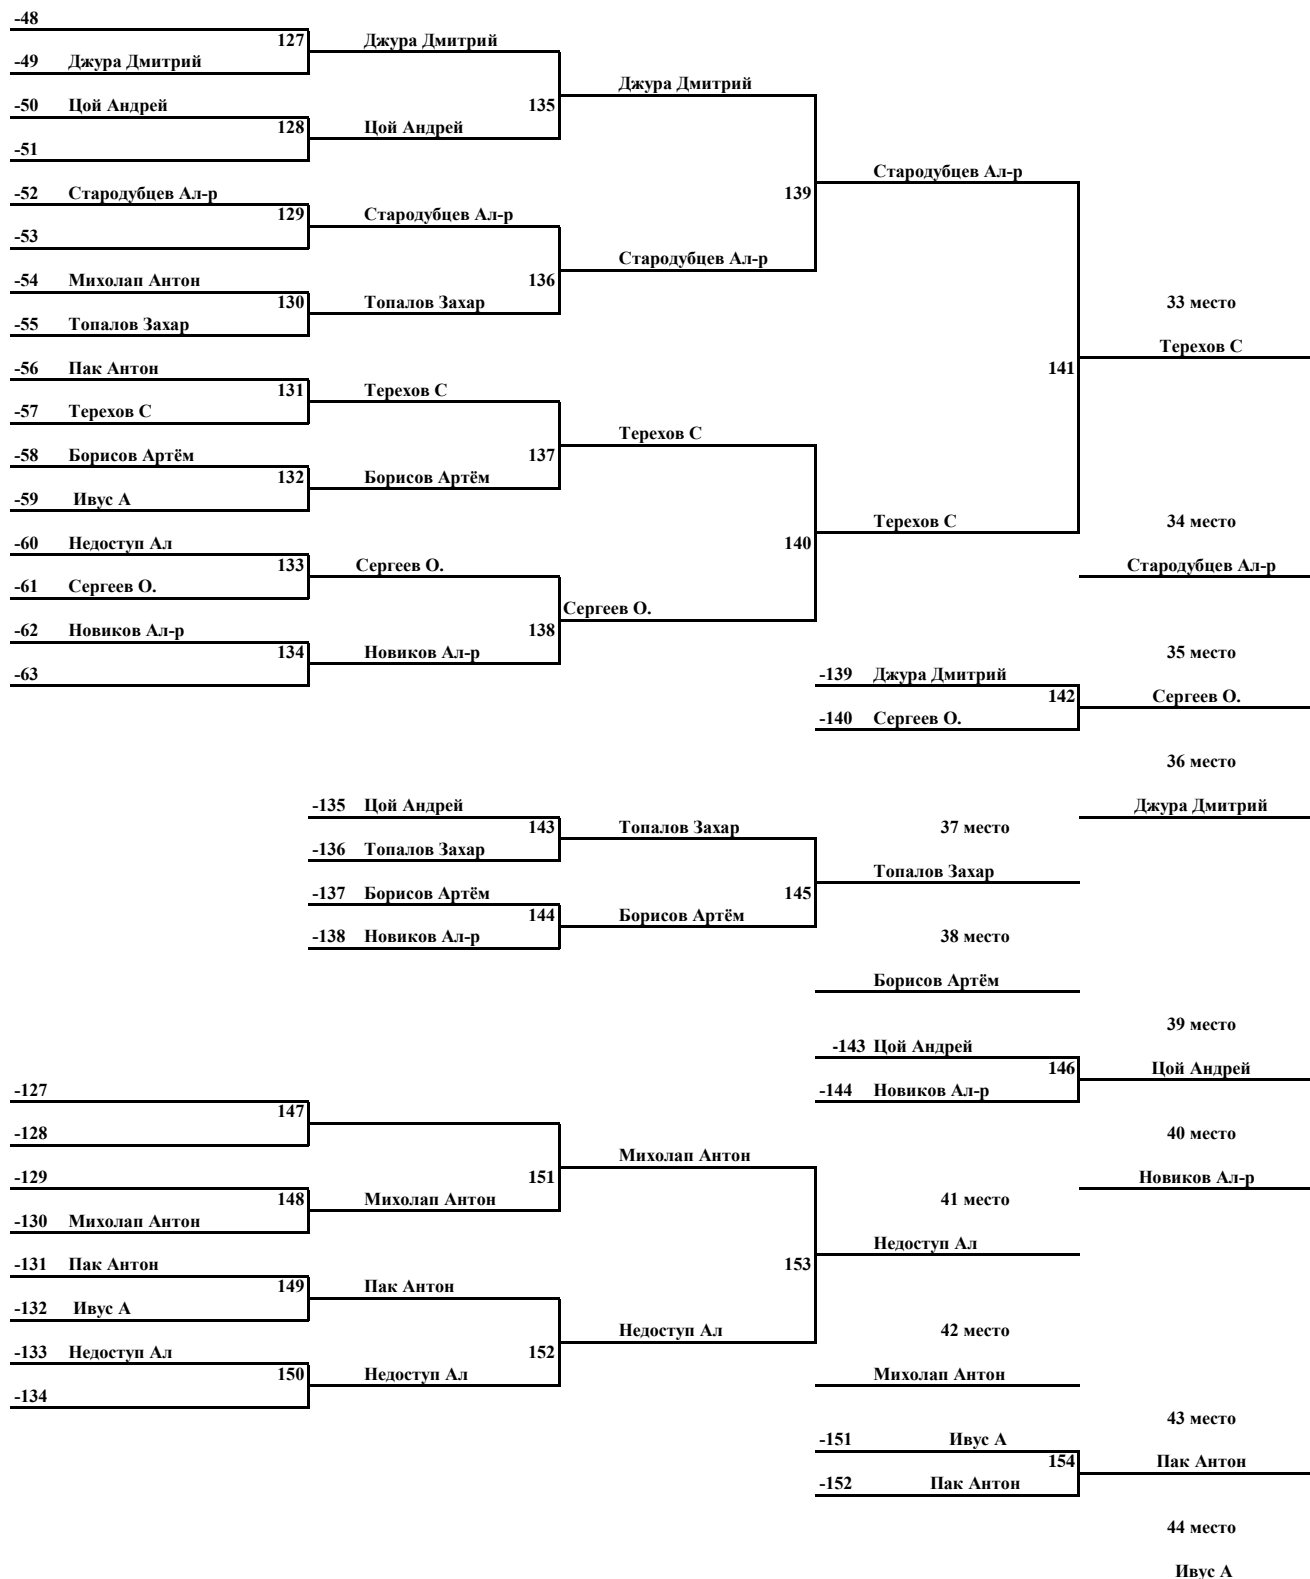 -48
127 Джура Дмитрий
-49 Джура Дмитрий
Джура Дмитрий
-50 Цой Андрей 135
128 Цой Андрей
-51
Стародубцев Ал-р
-52 Стародубцев Ал-р 139
129 Стародубцев Ал-р
-53
Стародубцев Ал-р
-54 Михолап Антон 136
130 Топалов Захар 33 место
-55 Топалов Захар
Терехов С
-56 Пак Антон 141
131 Терехов С
-57 Терехов С
Терехов С
-58 Борисов Артём 137
132 Борисов Артём
-59 Ивус А
Терехов С 34 место
-60 Недоступ Ал 140
133 Сергеев О. Стародубцев Ал-р
-61 Сергеев О.
Сергеев О.
-62 Новиков Ал-р 138
134 Новиков Ал-р 35 место
-63 -139 Джура Дмитрий
142 Сергеев О.
-140 Сергеев О.
36 место
-135 Цой Андрей Джура Дмитрий
143 Топалов Захар 37 место
-136 Топалов Захар
Топалов Захар
-137 Борисов Артём 145
144 Борисов Артём
-138 Новиков Ал-р 38 место
Борисов Артём
39 место
-143 Цой Андрей
146 Цой Андрей
-127 -144 Новиков Ал-р
147
-128 40 место
Михолап Антон
-129 151 Новиков Ал-р
148 Михолап Антон 41 место
-130 Михолап Антон
Недоступ Ал
-131 Пак Антон 153
149 Пак Антон
-132 Ивус А
Недоступ Ал 42 место
-133 Недоступ Ал 152
150 Недоступ Ал Михолап Антон
-134
43 место
-151 Ивус А
154 Пак Антон
-152 Пак Антон
44 место
Ивус А